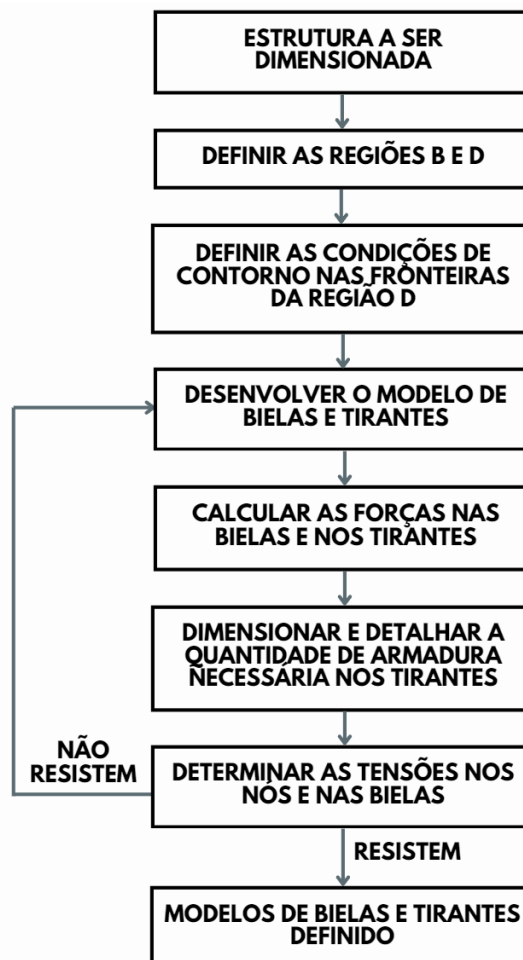 ESTRUTURA A SER
DIMENSIONADA
DEFINIR AS REGIÕES B E D
DEFINIR AS CONDIÇÕES DE
CONTORNO NAS FRONTEIRAS
DA REGIÃO D
DESENVOLVER O MODELO DE
BIELAS E TIRANTES
CALCULAR AS FORÇAS NAS
BIELAS E NOS TIRANTES
DIMENSIONAR E DETALHAR A
QUANTIDADE DE ARMADURA
NECESSÁRIA NOS TIRANTES
NÃO
RESISTEM
DETERMINAR AS TENSÕES NOS
NÓS E NAS BIELAS
RESISTEM
MODELOS DE BIELAS E TIRANTES
DEFINIDO